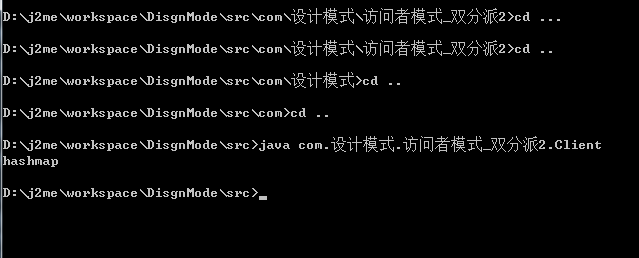 D:\j2me\workspace\DisgnMode\src\com\设计模式\访问者模式_双分派2>cd ...
D:\j2me\workspace\DisgnMode\src\com\设计模式\访问者模式_双分派2>cd ..
D:\j2me\workspace\DisgnMode\src\com\设计模式>cd ..
D:\j2me\workspace\DisgnMode\src\com>cd ..
D:\j2me\workspace\DisgnMode\src>java com.设计模式.访问者模式_双分派2.Client
hashmap
D:\j2me\workspace\DisgnMode\src>